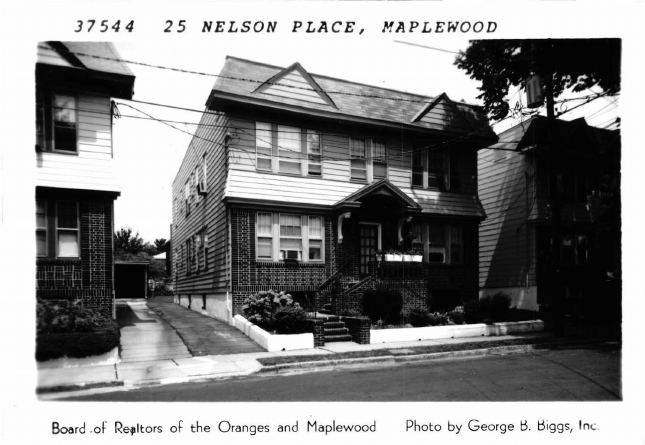 37544 25 NELSON PLACE, MAPLEWOOD
Board of Realtors of the Oranges and Maplewood Photo by George B. Biggs, Inc.